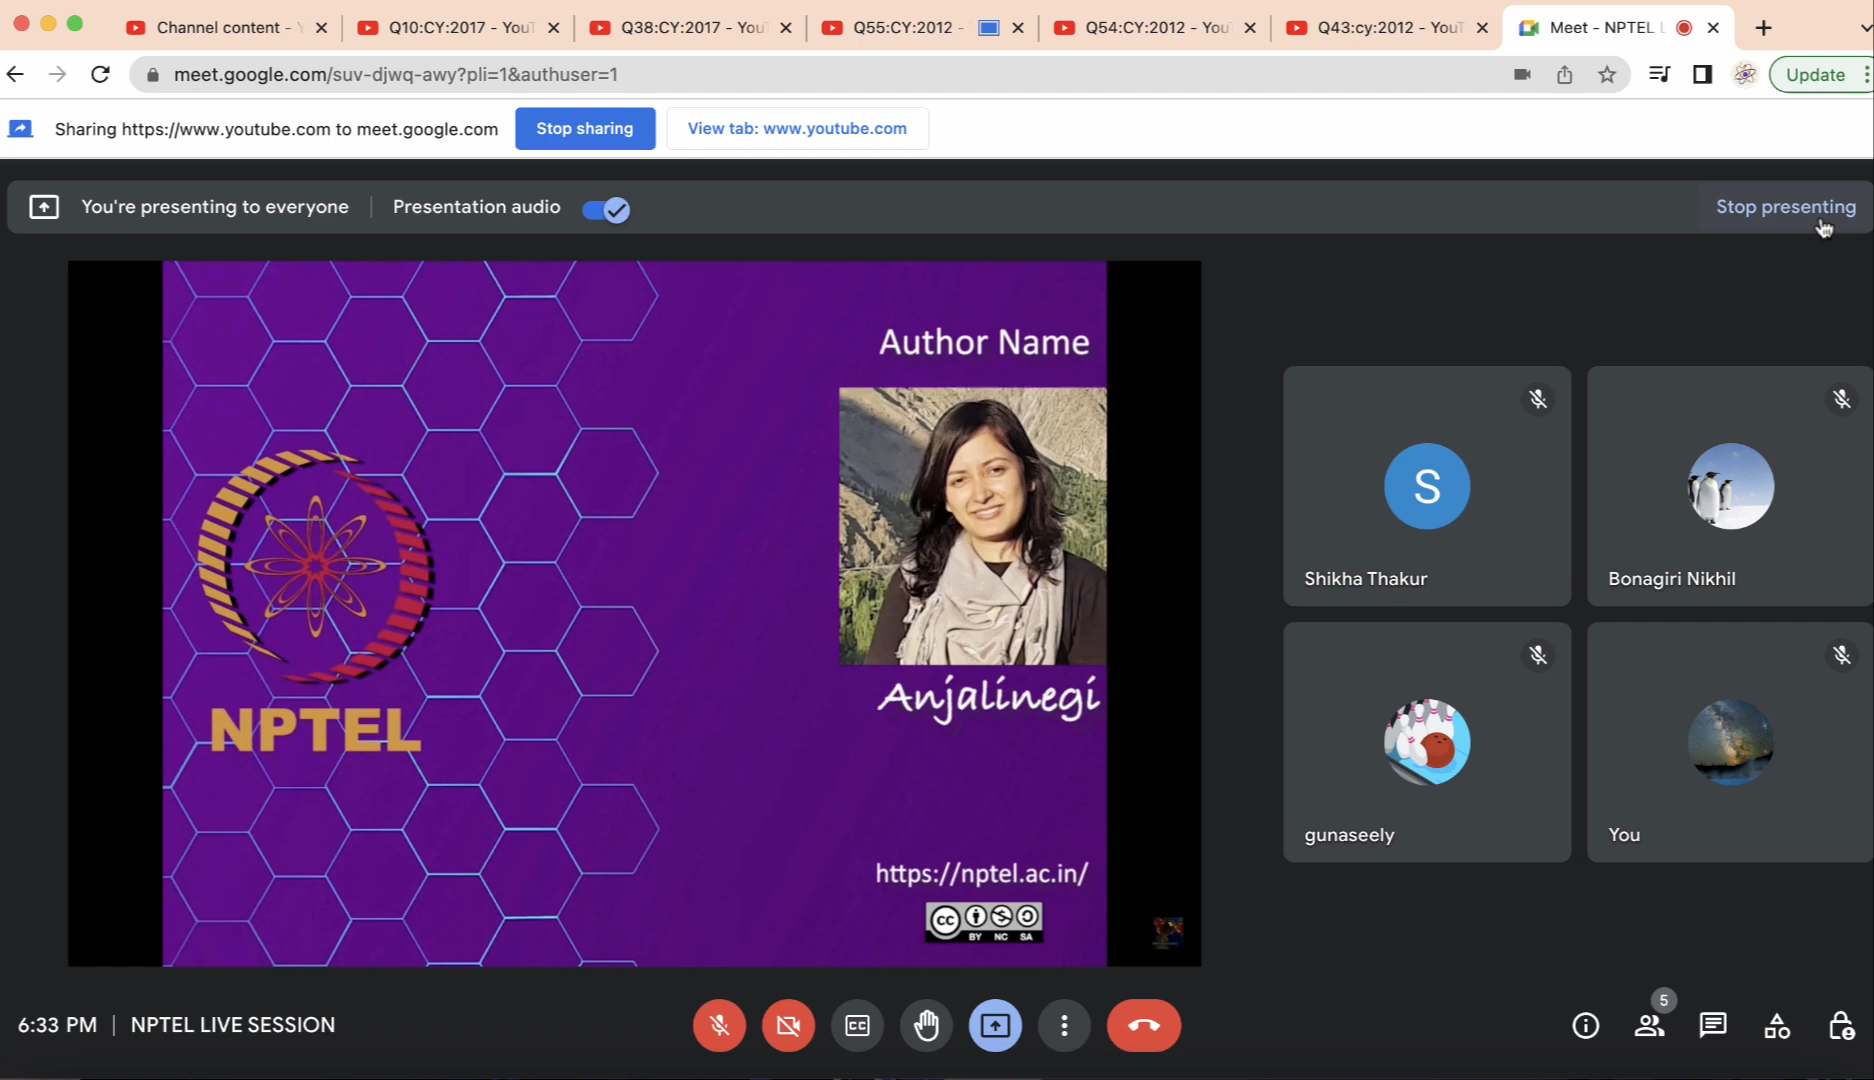 Channel content - Y
Q10:CY:2017 - YouT
Q38:CY:2017 - YouT
Q55:CY:2012 -
Q54:CY:2012 - YouT
Q43:cy:2012 - YouT
Meet - NPTEL L
meet.google.com/suv-djwq-awy?pli=1&authuser=1
Update
Sharing https://www.youtube.com to meet.google.com
Stop sharing
View tab: www.youtube.com
You're presenting to everyone
Presentation audio
Stop presenting
Author Name
NPTEL
Anjalinegi
https://nptel.ac.in/
CC BY NC SA
S
Shikha Thakur
Bonagiri Nikhil
gunaseely
You
6:33 PM | NPTEL LIVE SESSION
CC
5